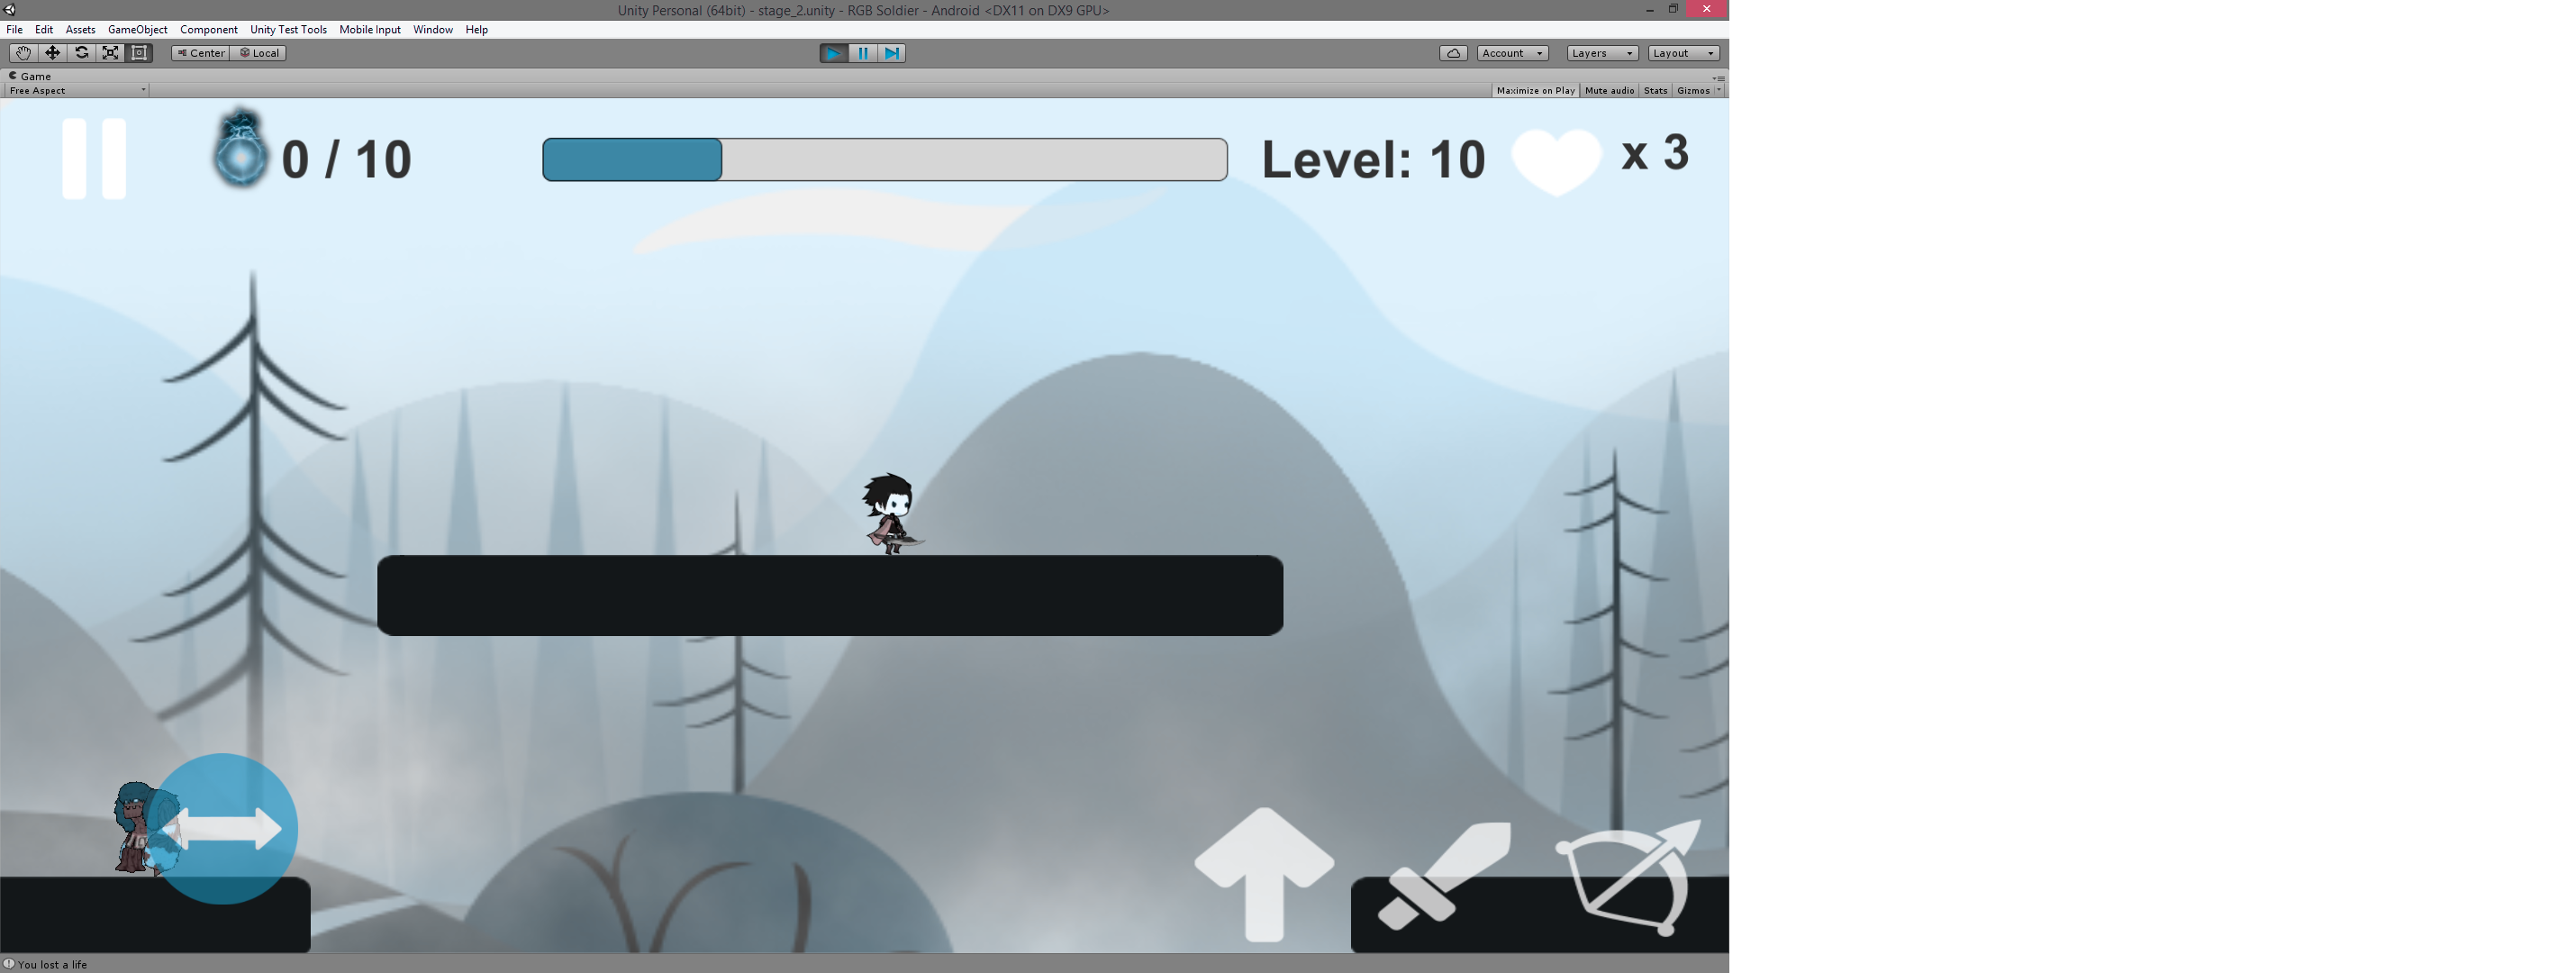 Unity Personal (64bit) - stage_2.unity - RGB Soldier - Android <DX11 on DX9 GPU>
File Edit Assets GameObject Component Unity Test Tools Mobile Input Window Help
Center Local Account Layers Layout
Game
Free Aspect Maximize on Play Mute audio Stats Gizmos
0 / 10 Level: 10 x 3
You lost a life